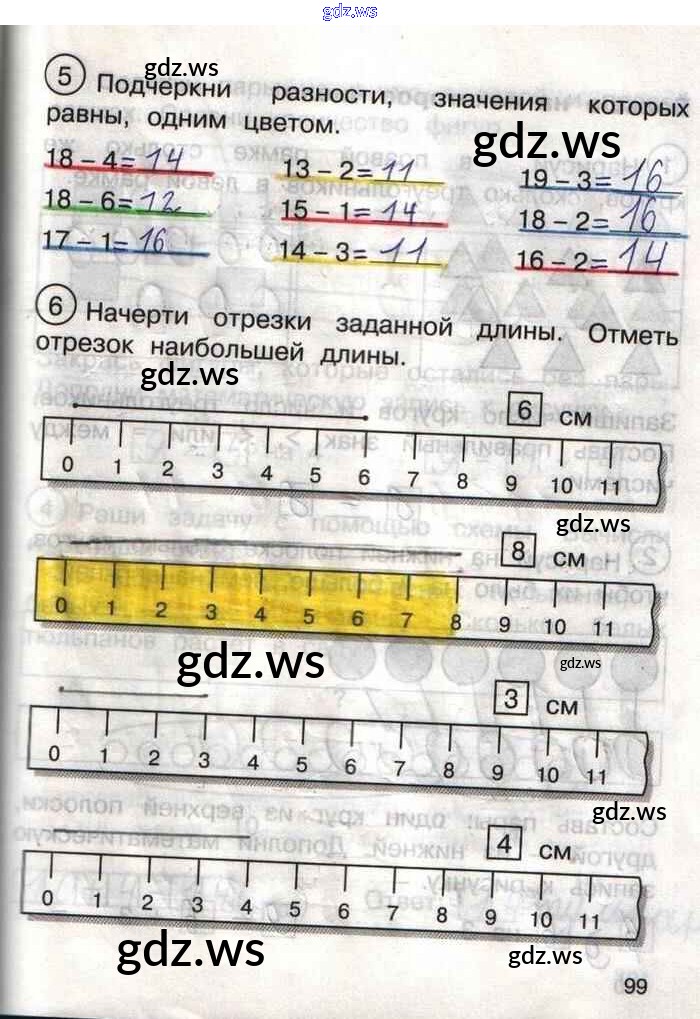 gdz.ws
gdz.ws
5 Подчеркни разности, значения которых
равны, одним цветом.
gdz.ws
18 – 4 = 14 13 – 2 = 11 19 – 3 = 16
18 – 6 = 12 15 – 1 = 14 18 – 2 = 16
17 – 1 = 16 14 – 3 = 11 16 – 2 = 14
6 Начерти отрезки заданной длины. Отметь
отрезок наибольшей длины.
gdz.ws
6 см
0 1 2 3 4 5 6 7 8 9 10 11
gdz.ws
8 см
0 1 2 3 4 5 6 7 8 9 10 11
gdz.ws
gdz.ws
3 см
0 1 2 3 4 5 6 7 8 9 10 11
gdz.ws
4 см
0 1 2 3 4 5 6 7 8 9 10 11
gdz.ws
gdz.ws
99